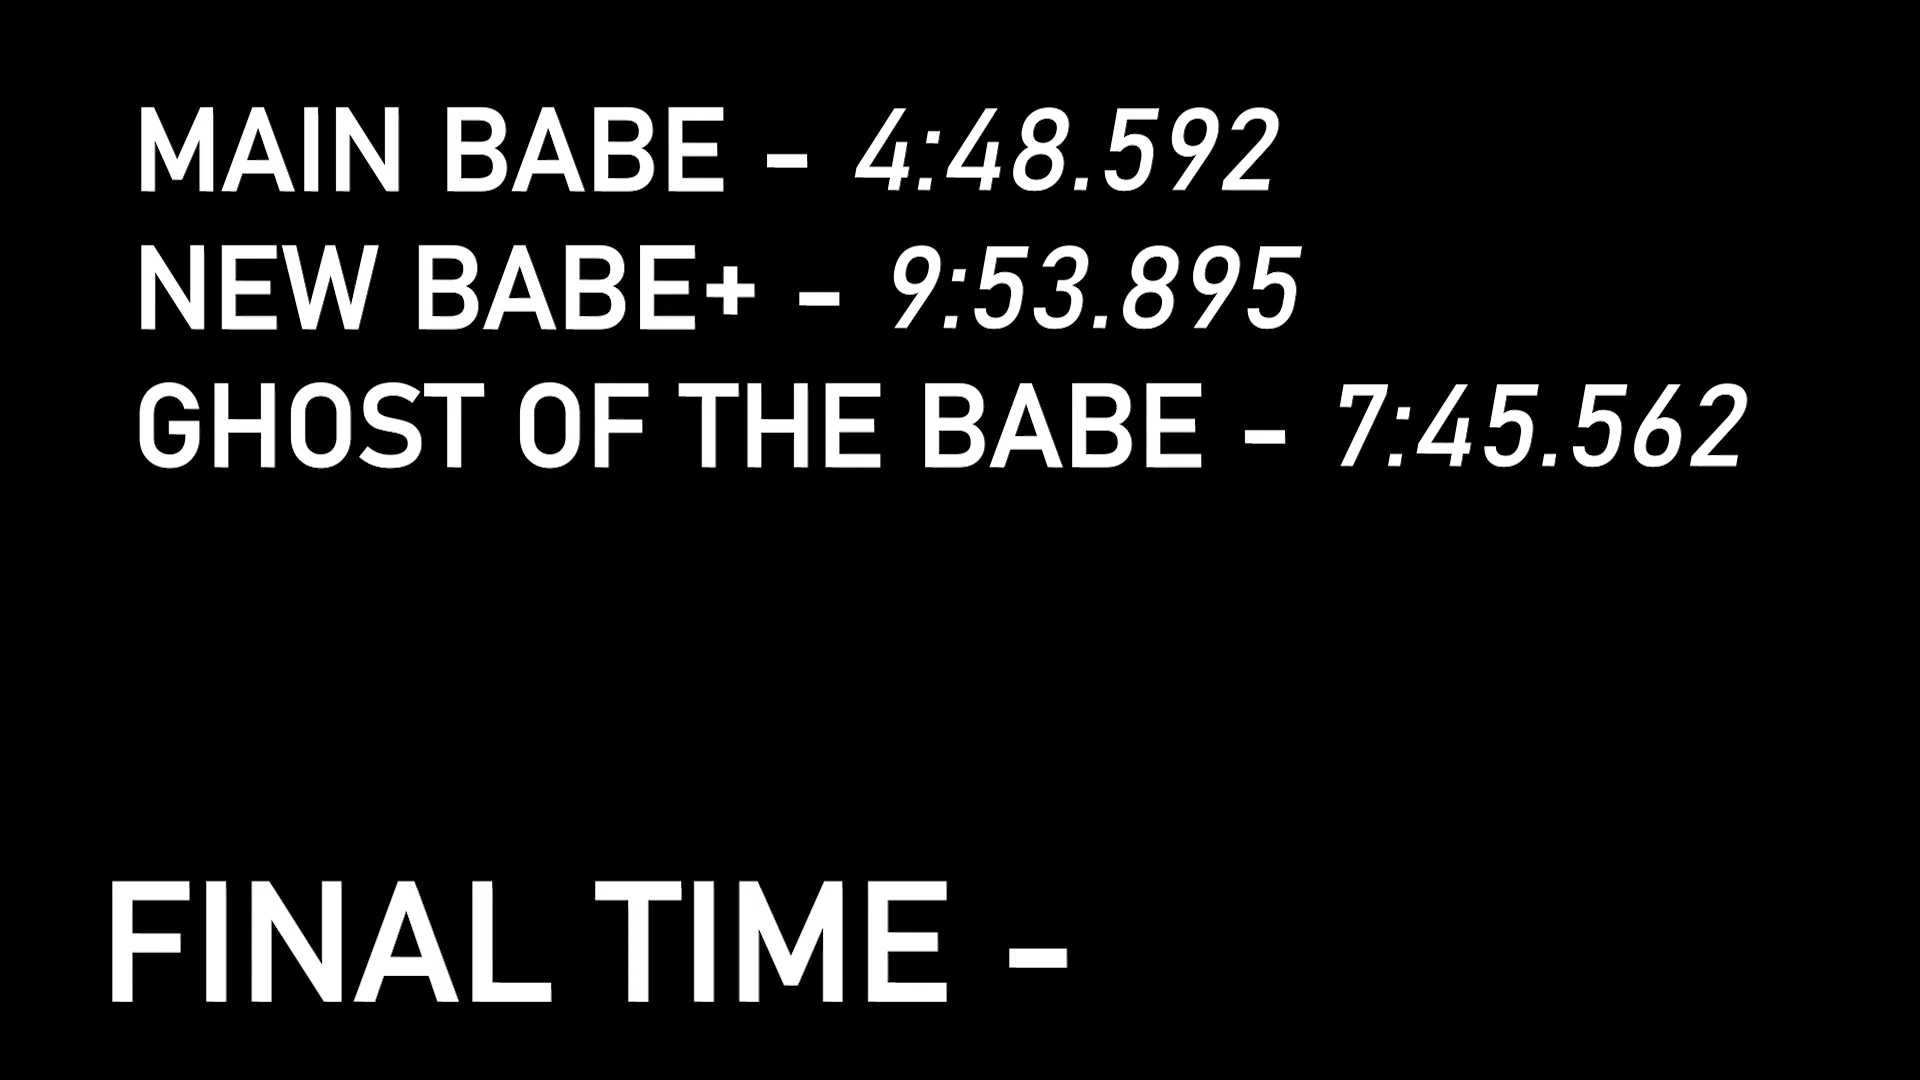 MAIN BABE - 4:48.592
NEW BABE+ - 9:53.895
GHOST OF THE BABE - 7:45.562
FINAL TIME -